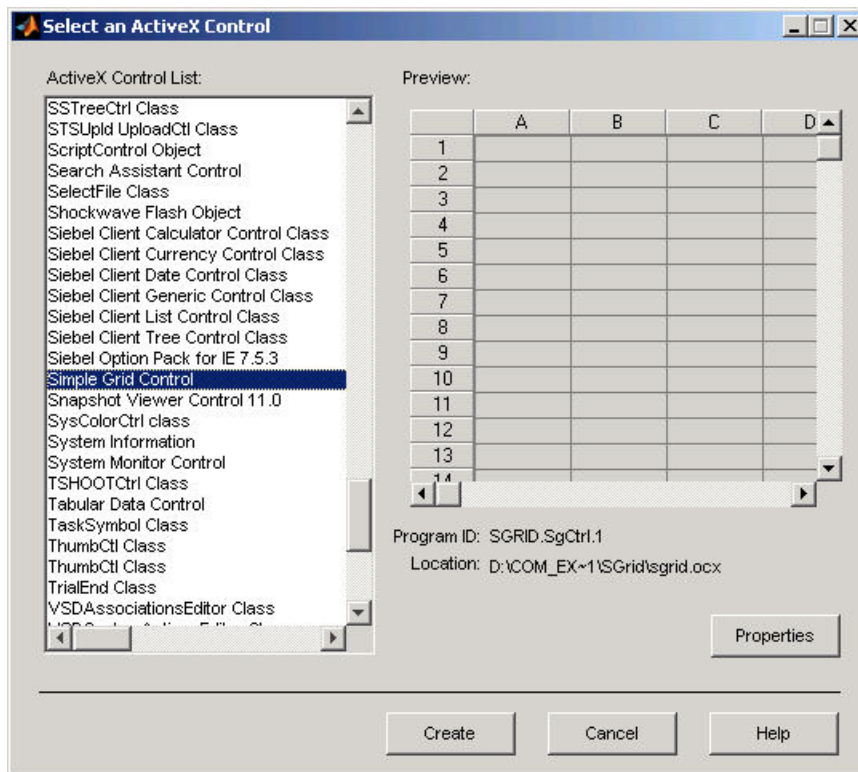 Select an ActiveX Control
ActiveX Control List:
SSTreeCtrl Class
STSUpld UploadCtl Class
ScriptControl Object
Search Assistant Control
SelectFile Class
Shockwave Flash Object
Siebel Client Calculator Control Class
Siebel Client Currency Control Class
Siebel Client Date Control Class
Siebel Client Generic Control Class
Siebel Client List Control Class
Siebel Client Tree Control Class
Siebel Option Pack for IE 7.5.3
Simple Grid Control
Snapshot Viewer Control 11.0
SysColorCtrl class
System Information
System Monitor Control
TSHOOTCtrl Class
Tabular Data Control
TaskSymbol Class
ThumbCtl Class
ThumbCtl Class
TrialEnd Class
VSDAssociationsEditor Class
Preview:
A B C D
1
2
3
4
5
6
7
8
9
10
11
12
13
14
Program ID: SGRID.SgCtrl.1
Location: D:\COM_EX~1\SGrid\sgrid.ocx
Properties
Create Cancel Help